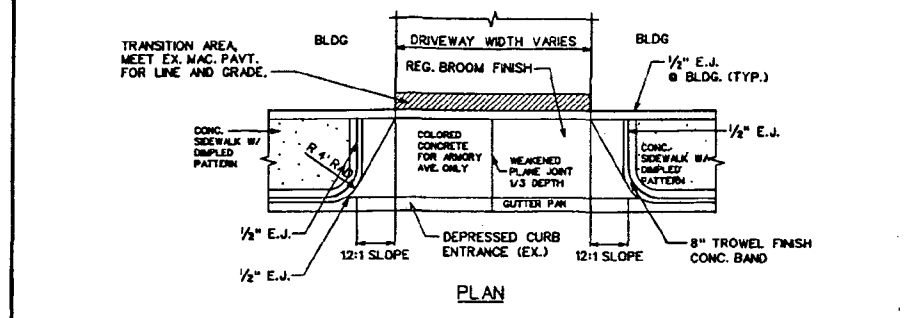 TRANSITION AREA,
MEET EX. MAC. PAVT.
FOR LINE AND GRADE.
BLDG
DRIVEWAY WIDTH VARIES
REG. BROOM FINISH
BLDG
1/2" E.J.
@ BLDG. (TYP.)
CONC.
SIDEWALK W/
DIMPLED
PATTERN
R 4' RAD.
COLORED
CONCRETE
FOR ARMORY
AVE. ONLY
WEAKENED
PLANE JOINT
1/3 DEPTH
CONC.
SIDEWALK W/
DIMPLED
PATTERN
1/2" E.J.
GUTTER PAN
1/2" E.J.
1/2" E.J.
12:1 SLOPE
DEPRESSED CURB
ENTRANCE (EX.)
12:1 SLOPE
8" TROWEL FINISH
CONC. BAND
PLAN